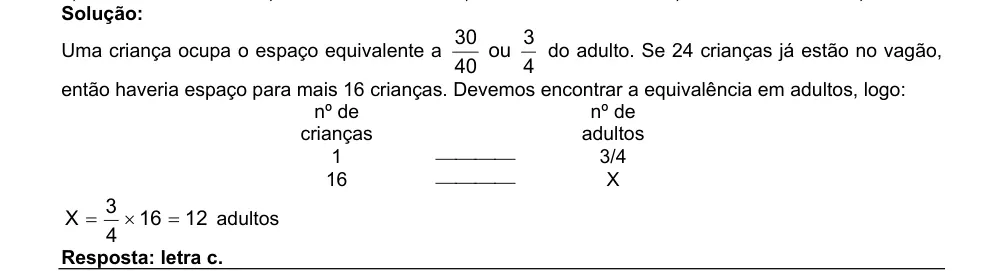 Solução:
Uma criança ocupa o espaço equivalente a 30/40 ou 3/4 do adulto. Se 24 crianças já estão no vagão,
então haveria espaço para mais 16 crianças. Devemos encontrar a equivalência em adultos, logo:
nº de nº de
crianças adultos
1 ______ 3/4
16 ______ X
X = 3/4 × 16 = 12 adultos
Resposta: letra c.